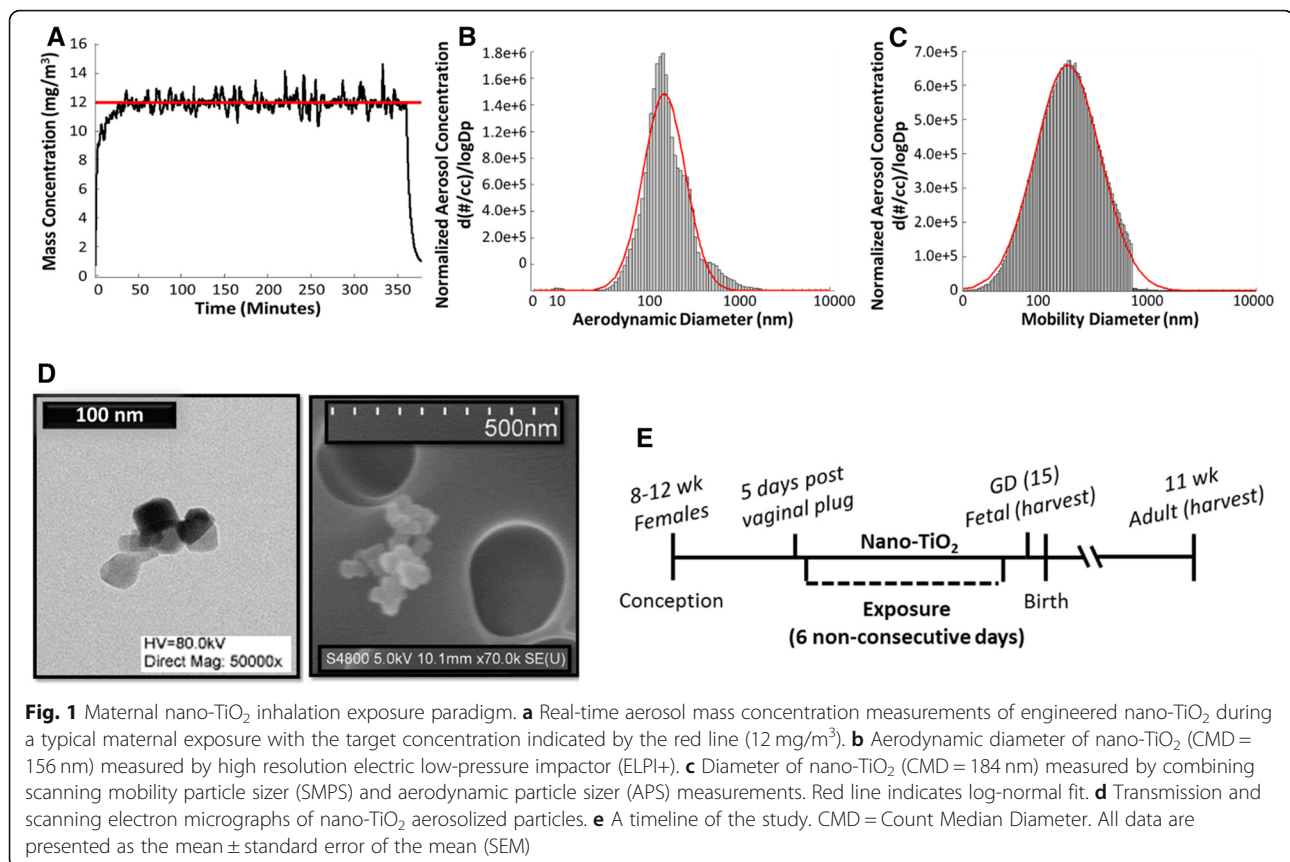 A
Mass Concentration (mg/m³)
16
14
12
10
8
6
4
2
0
0 50 100 150 200 250 300 350
Time (Minutes)
B
Normalized Aerosol Concentration
d(#/cc)/logDp
1.8e+6
1.6e+6
1.4e+6
1.2e+6
1.0e+6
8.0e+5
6.0e+5
4.0e+5
2.0e+5
0
0 10 100 1000 10000
Aerodynamic Diameter (nm)
C
Normalized Aerosol Concentration
d(#/cc)/logDp
7.0e+5
6.0e+5
5.0e+5
4.0e+5
3.0e+5
2.0e+5
1.0e+5
0
0 100 1000 10000
Mobility Diameter (nm)
D
100 nm
HV=80.0kV
Direct Mag: 50000x
500nm
S4800 5.0kV 10.1mm x70.0k SE(U)
E
8-12 wk
Females
5 days post
vaginal plug
GD (15)
Fetal (harvest)
11 wk
Adult (harvest)
Nano-TiO₂
Conception
Exposure
(6 non-consecutive days)
Birth
Fig. 1 Maternal nano-TiO₂ inhalation exposure paradigm. a Real-time aerosol mass concentration measurements of engineered nano-TiO₂ during
a typical maternal exposure with the target concentration indicated by the red line (12 mg/m³). b Aerodynamic diameter of nano-TiO₂ (CMD =
156 nm) measured by high resolution electric low-pressure impactor (ELPI+). c Diameter of nano-TiO₂ (CMD = 184 nm) measured by combining
scanning mobility particle sizer (SMPS) and aerodynamic particle sizer (APS) measurements. Red line indicates log-normal fit. d Transmission and
scanning electron micrographs of nano-TiO₂ aerosolized particles. e A timeline of the study. CMD = Count Median Diameter. All data are
presented as the mean ± standard error of the mean (SEM)